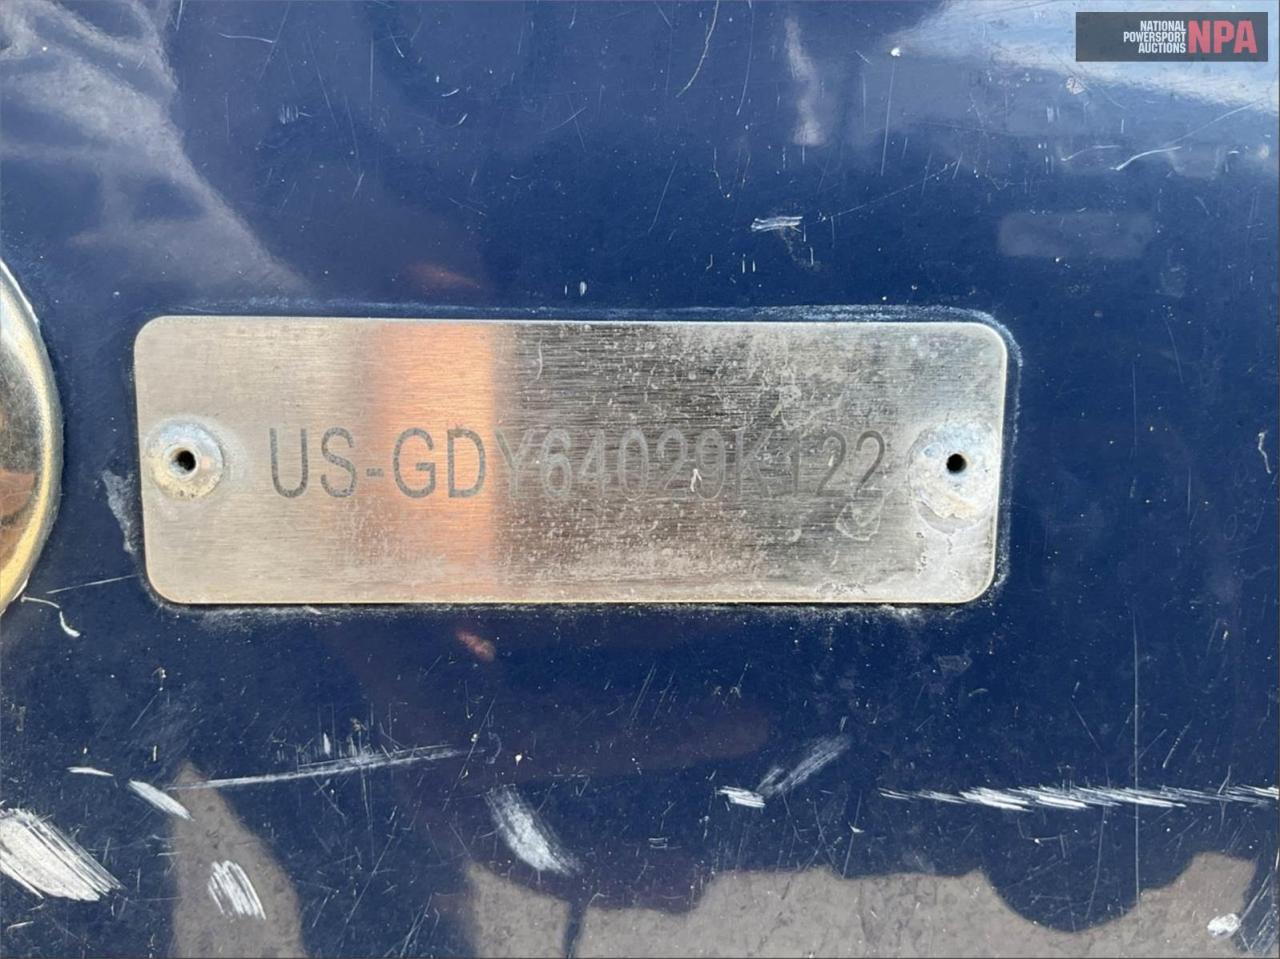 NATIONAL
POWERSPORT
AUCTIONS
NPA
US-GDY64029K122